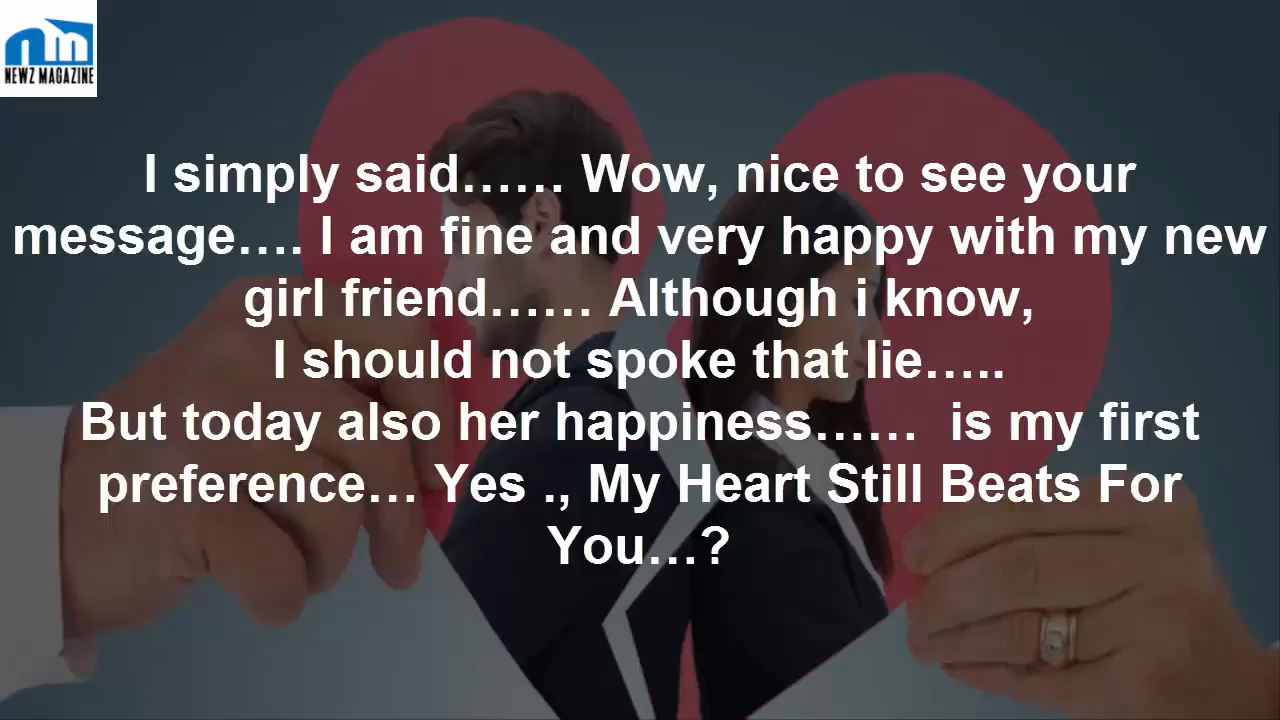 NEWZ MAGAZINE
I simply said…… Wow, nice to see your
message…. I am fine and very happy with my new
girl friend…… Although i know,
I should not spoke that lie…..
But today also her happiness…… is my first
preference… Yes ., My Heart Still Beats For
You…?